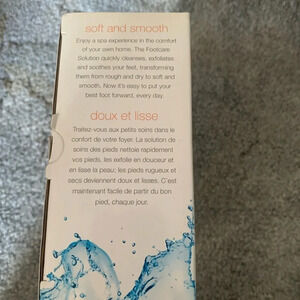 soft and smooth
Enjoy a spa experience in the comfort
of your own home. The Footcare
Solution quickly cleanses, exfoliates
and soothes your feet, transforming
them from rough and dry to soft and
smooth. Now it's easy to put your
best foot forward, every day.
doux et lisse
Traitez-vous aux petits soins dans le
confort de votre foyer. La solution de
soins des pieds nettoie rapidement
vos pieds, les exfolie en douceur et
en lisse la peau; les pieds rugueux et
secs deviennent doux et lisses. C'est
maintenant facile de partir du bon
pied, chaque jour.